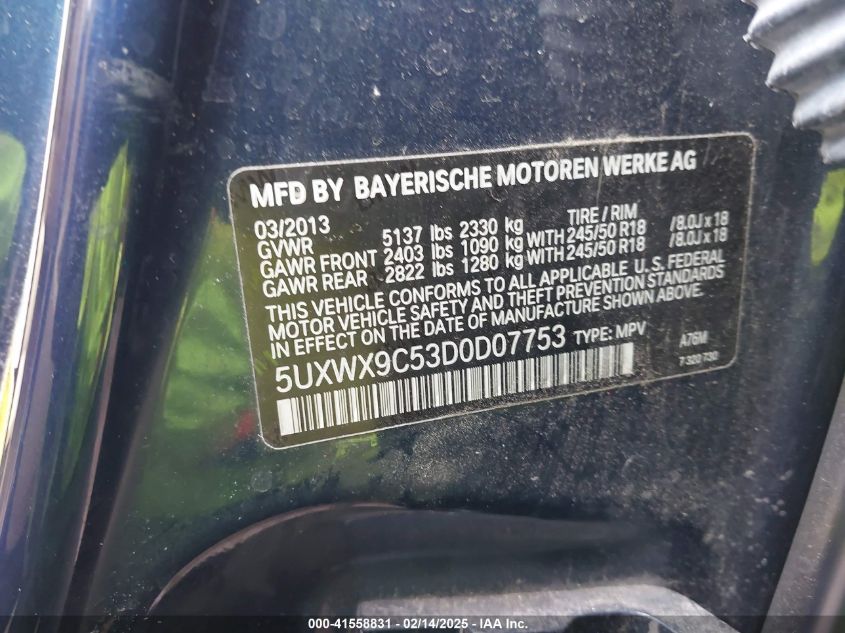 MFD BY BAYERISCHE MOTOREN WERKE AG
03/2013 TIRE / RIM
GVWR 5137 lbs 2330 kg
GAWR FRONT 2403 lbs 1090 kg WITH 245/50 R18 /8.0J x 18
GAWR REAR 2822 lbs 1280 kg WITH 245/50 R18 /8.0J x 18
THIS VEHICLE CONFORMS TO ALL APPLICABLE U.S. FEDERAL
MOTOR VEHICLE SAFETY AND THEFT PREVENTION STANDARDS
IN EFFECT ON THE DATE OF MANUFACTURE SHOWN ABOVE.
5UXWX9C53D0D07753 TYPE: MPV A76M
7 320 730
000-41558831 - 02/14/2025 - IAA Inc.